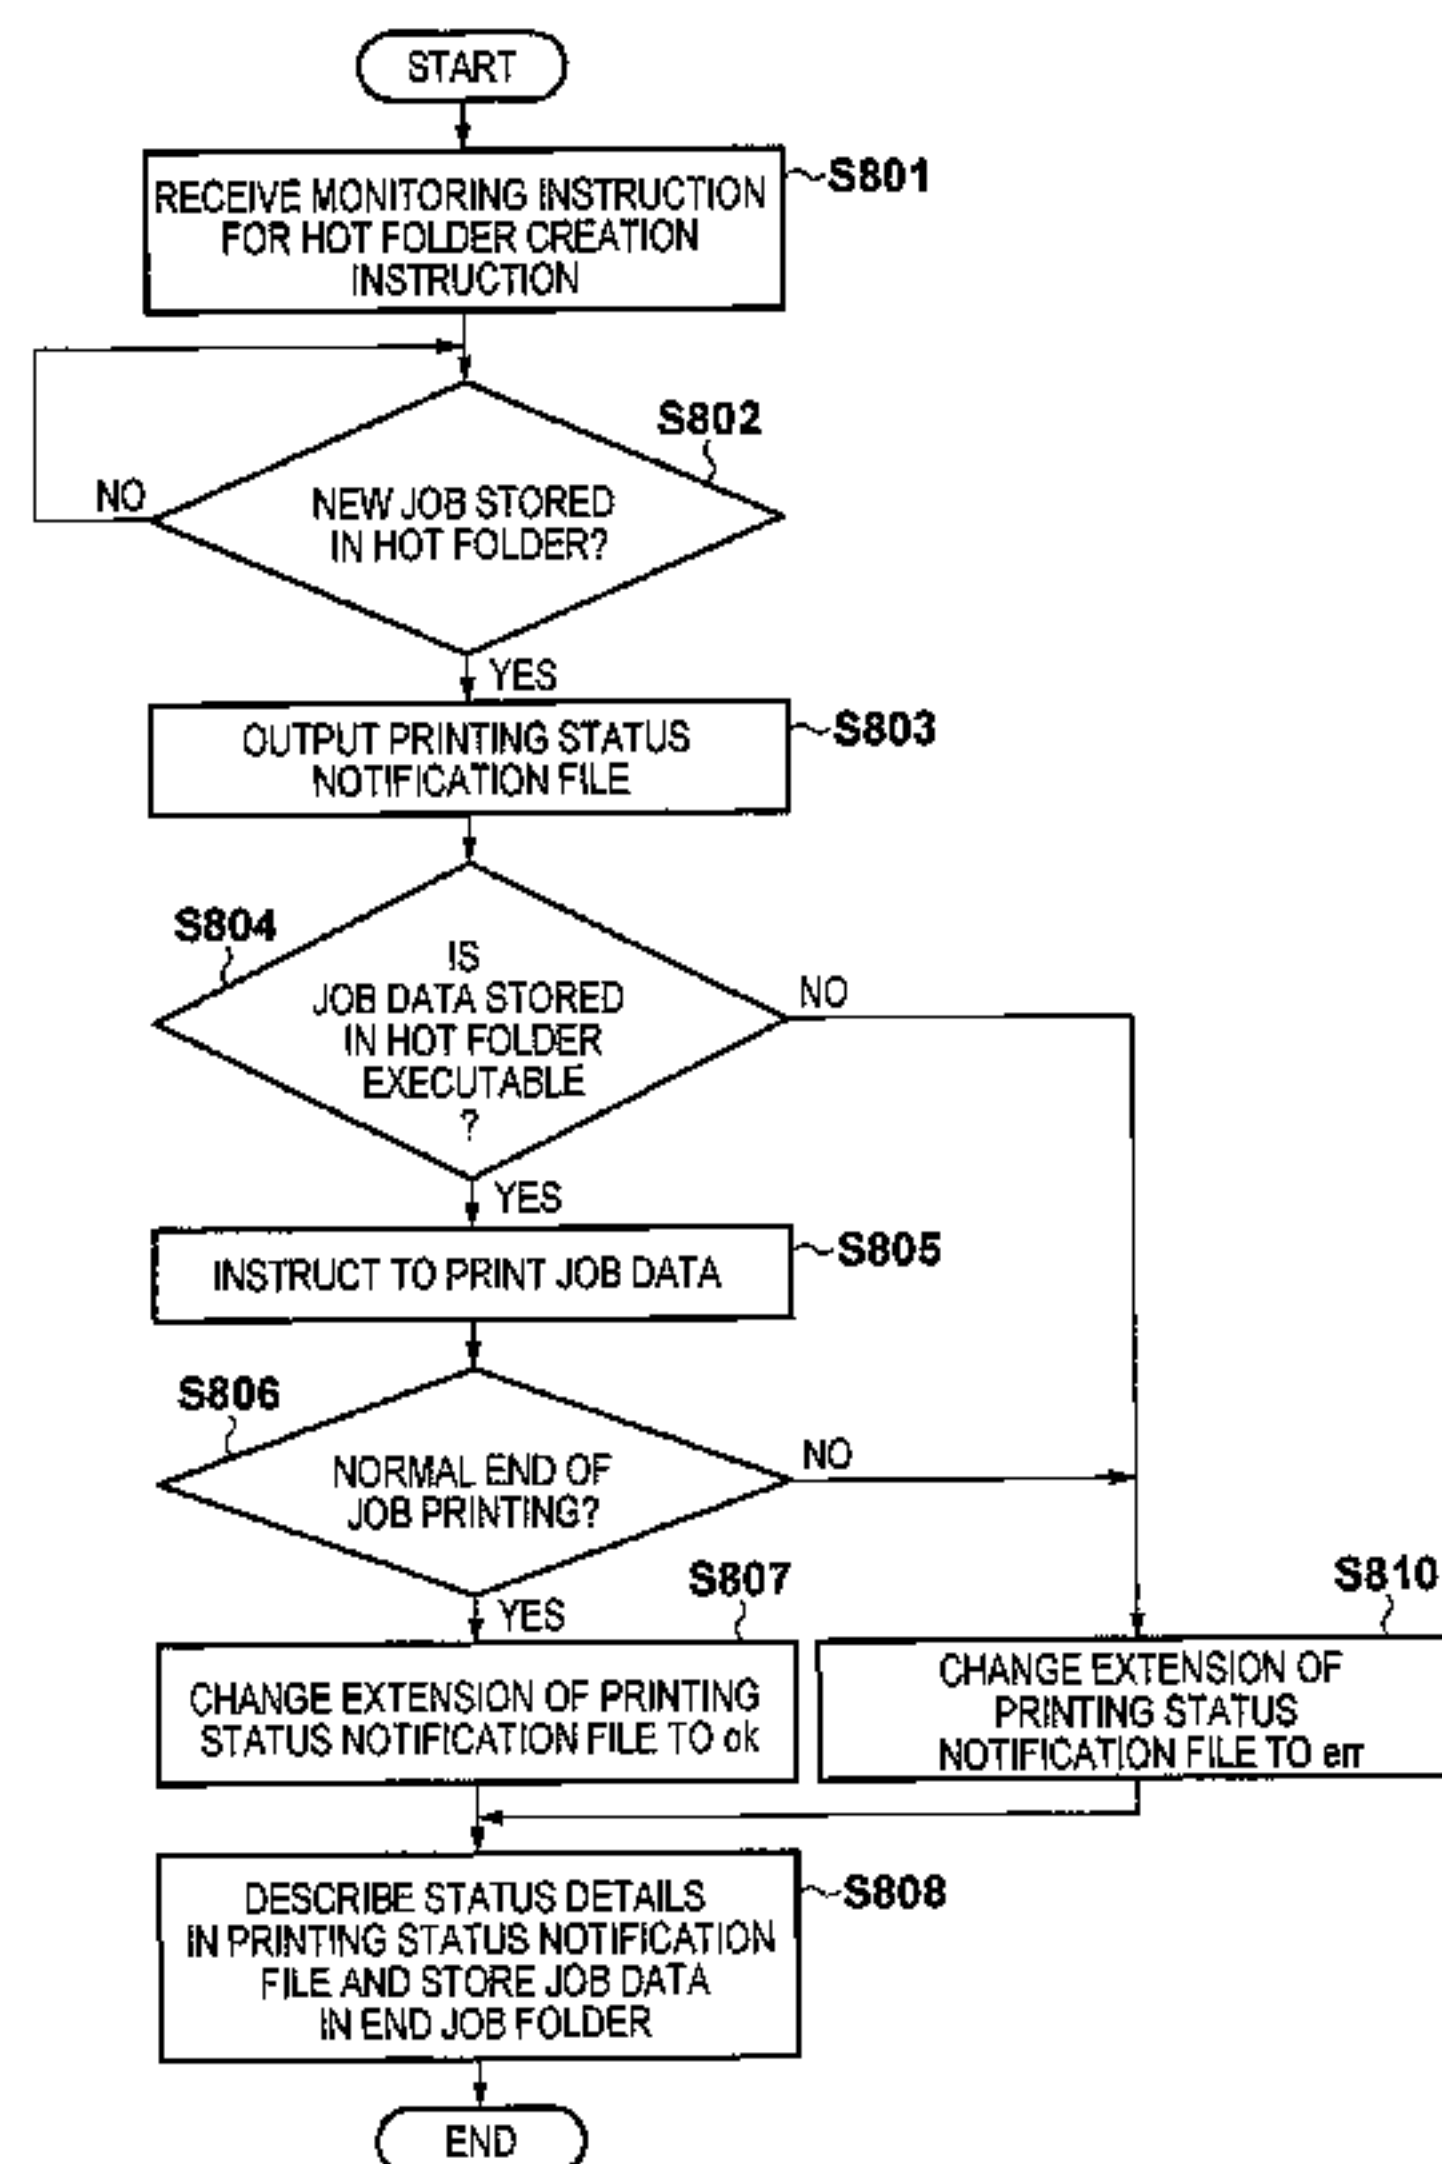 START
RECEIVE MONITORING INSTRUCTION
FOR HOT FOLDER CREATION
INSTRUCTION
S801
S802
NEW JOB STORED
IN HOT FOLDER?
NO
YES
OUTPUT PRINTING STATUS
NOTIFICATION FILE
S803
S804
IS
JOB DATA STORED
IN HOT FOLDER
EXECUTABLE
?
NO
YES
INSTRUCT TO PRINT JOB DATA
S805
S806
NORMAL END OF
JOB PRINTING?
NO
YES
S807
CHANGE EXTENSION OF PRINTING
STATUS NOTIFICATION FILE TO ok
S810
CHANGE EXTENSION OF
PRINTING STATUS
NOTIFICATION FILE TO err
DESCRIBE STATUS DETAILS
IN PRINTING STATUS NOTIFICATION
FILE AND STORE JOB DATA
IN END JOB FOLDER
S808
END